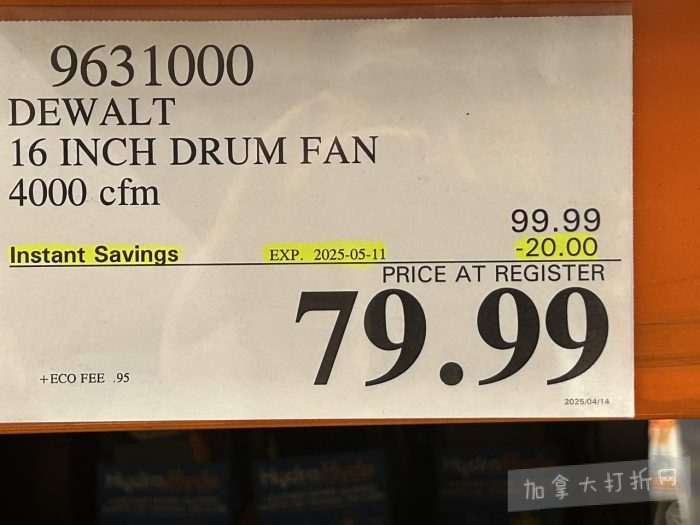 9631000
DEWALT
16 INCH DRUM FAN
4000 cfm
99.99
Instant Savings EXP. 2025-05-11 -20.00
PRICE AT REGISTER
79.99
+ECO FEE .95
2025/04/14
加拿大打折网